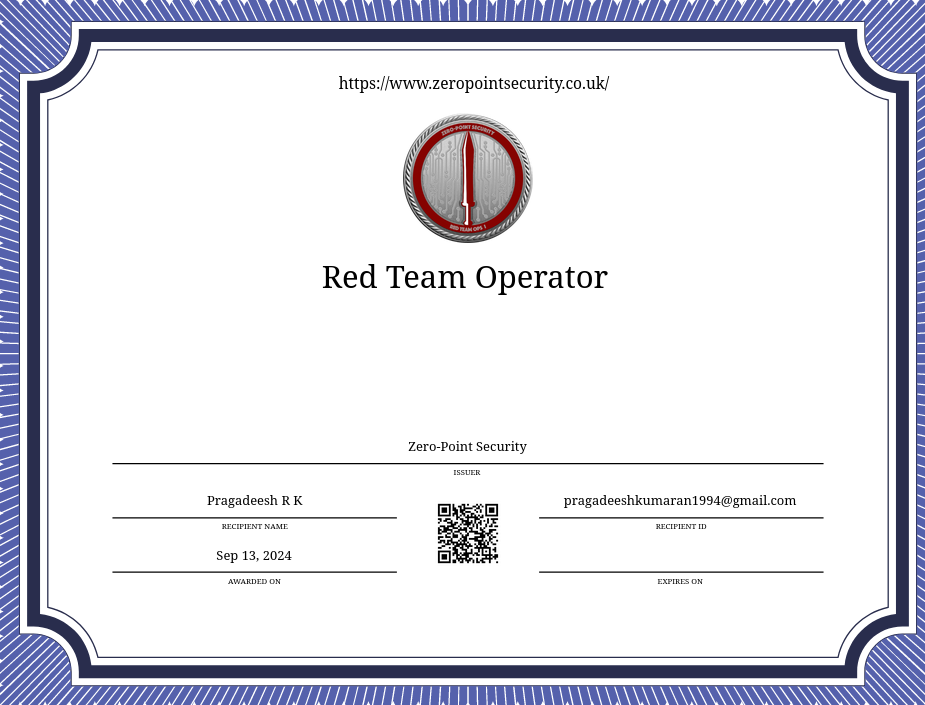 https://www.zeropointsecurity.co.uk/
ZERO-POINT SECURITY
RED TEAM OPS I
Red Team Operator
Zero-Point Security
ISSUER
Pragadeesh R K
pragadeeshkumaran1994@gmail.com
RECIPIENT NAME
RECIPIENT ID
Sep 13, 2024
AWARDED ON
EXPIRES ON